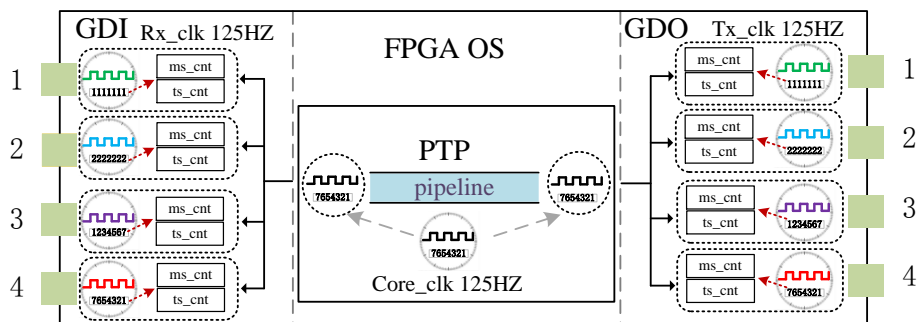 GDI
Rx_clk 125HZ
1
1111111
ms_cnt
ts_cnt
2
2222222
ms_cnt
ts_cnt
3
1234567
ms_cnt
ts_cnt
4
7654321
ms_cnt
ts_cnt
FPGA OS
PTP
7654321
pipeline
7654321
7654321
Core_clk 125HZ
GDO
Tx_clk 125HZ
ms_cnt
ts_cnt
1111111
1
ms_cnt
ts_cnt
2222222
2
ms_cnt
ts_cnt
1234567
3
ms_cnt
ts_cnt
7654321
4